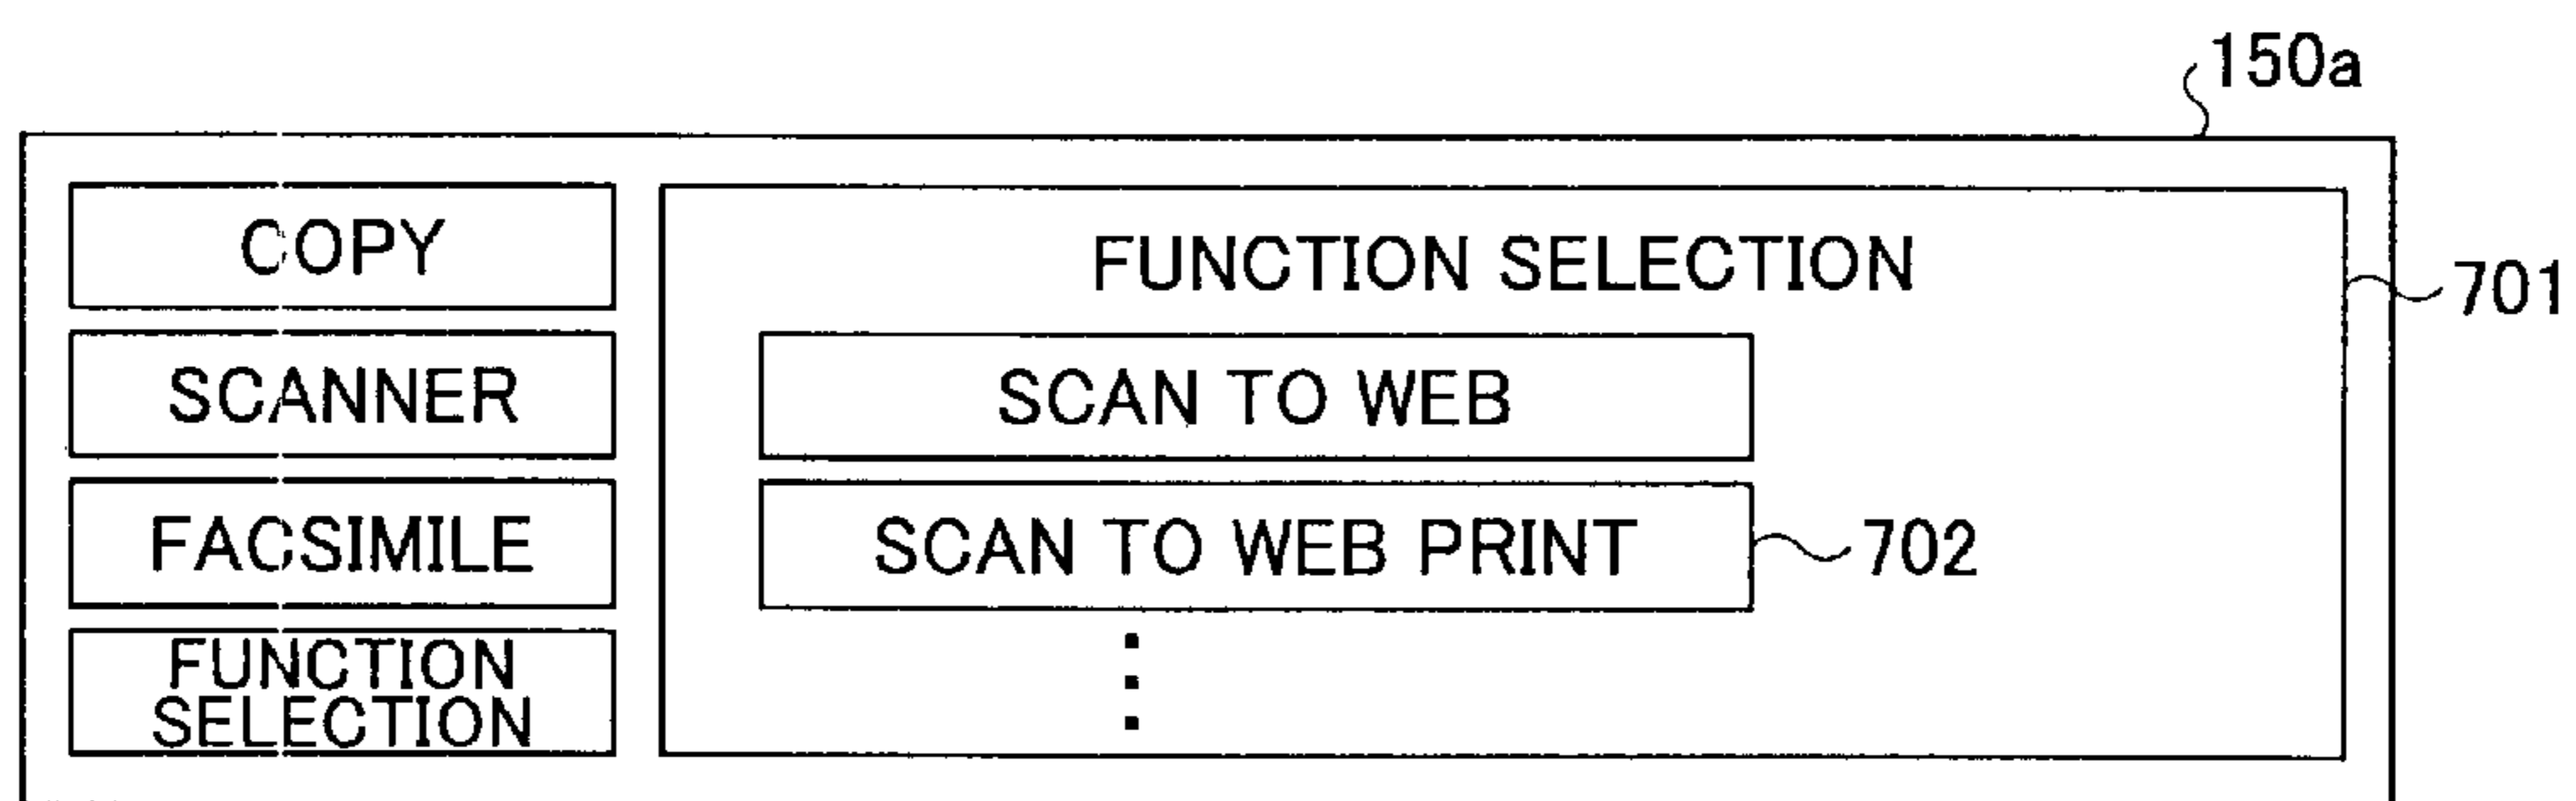 150a
COPY
SCANNER
FACSIMILE
FUNCTION
SELECTION
FUNCTION SELECTION
701
SCAN TO WEB
SCAN TO WEB PRINT
702